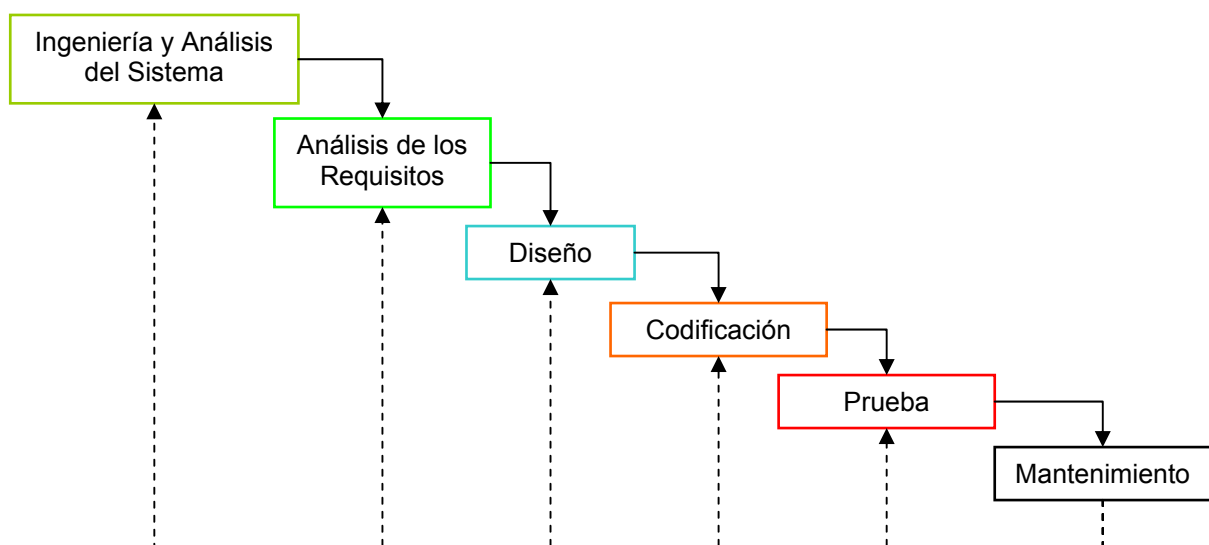 Ingeniería y Análisis
del Sistema
Análisis de los
Requisitos
Diseño
Codificación
Prueba
Mantenimiento